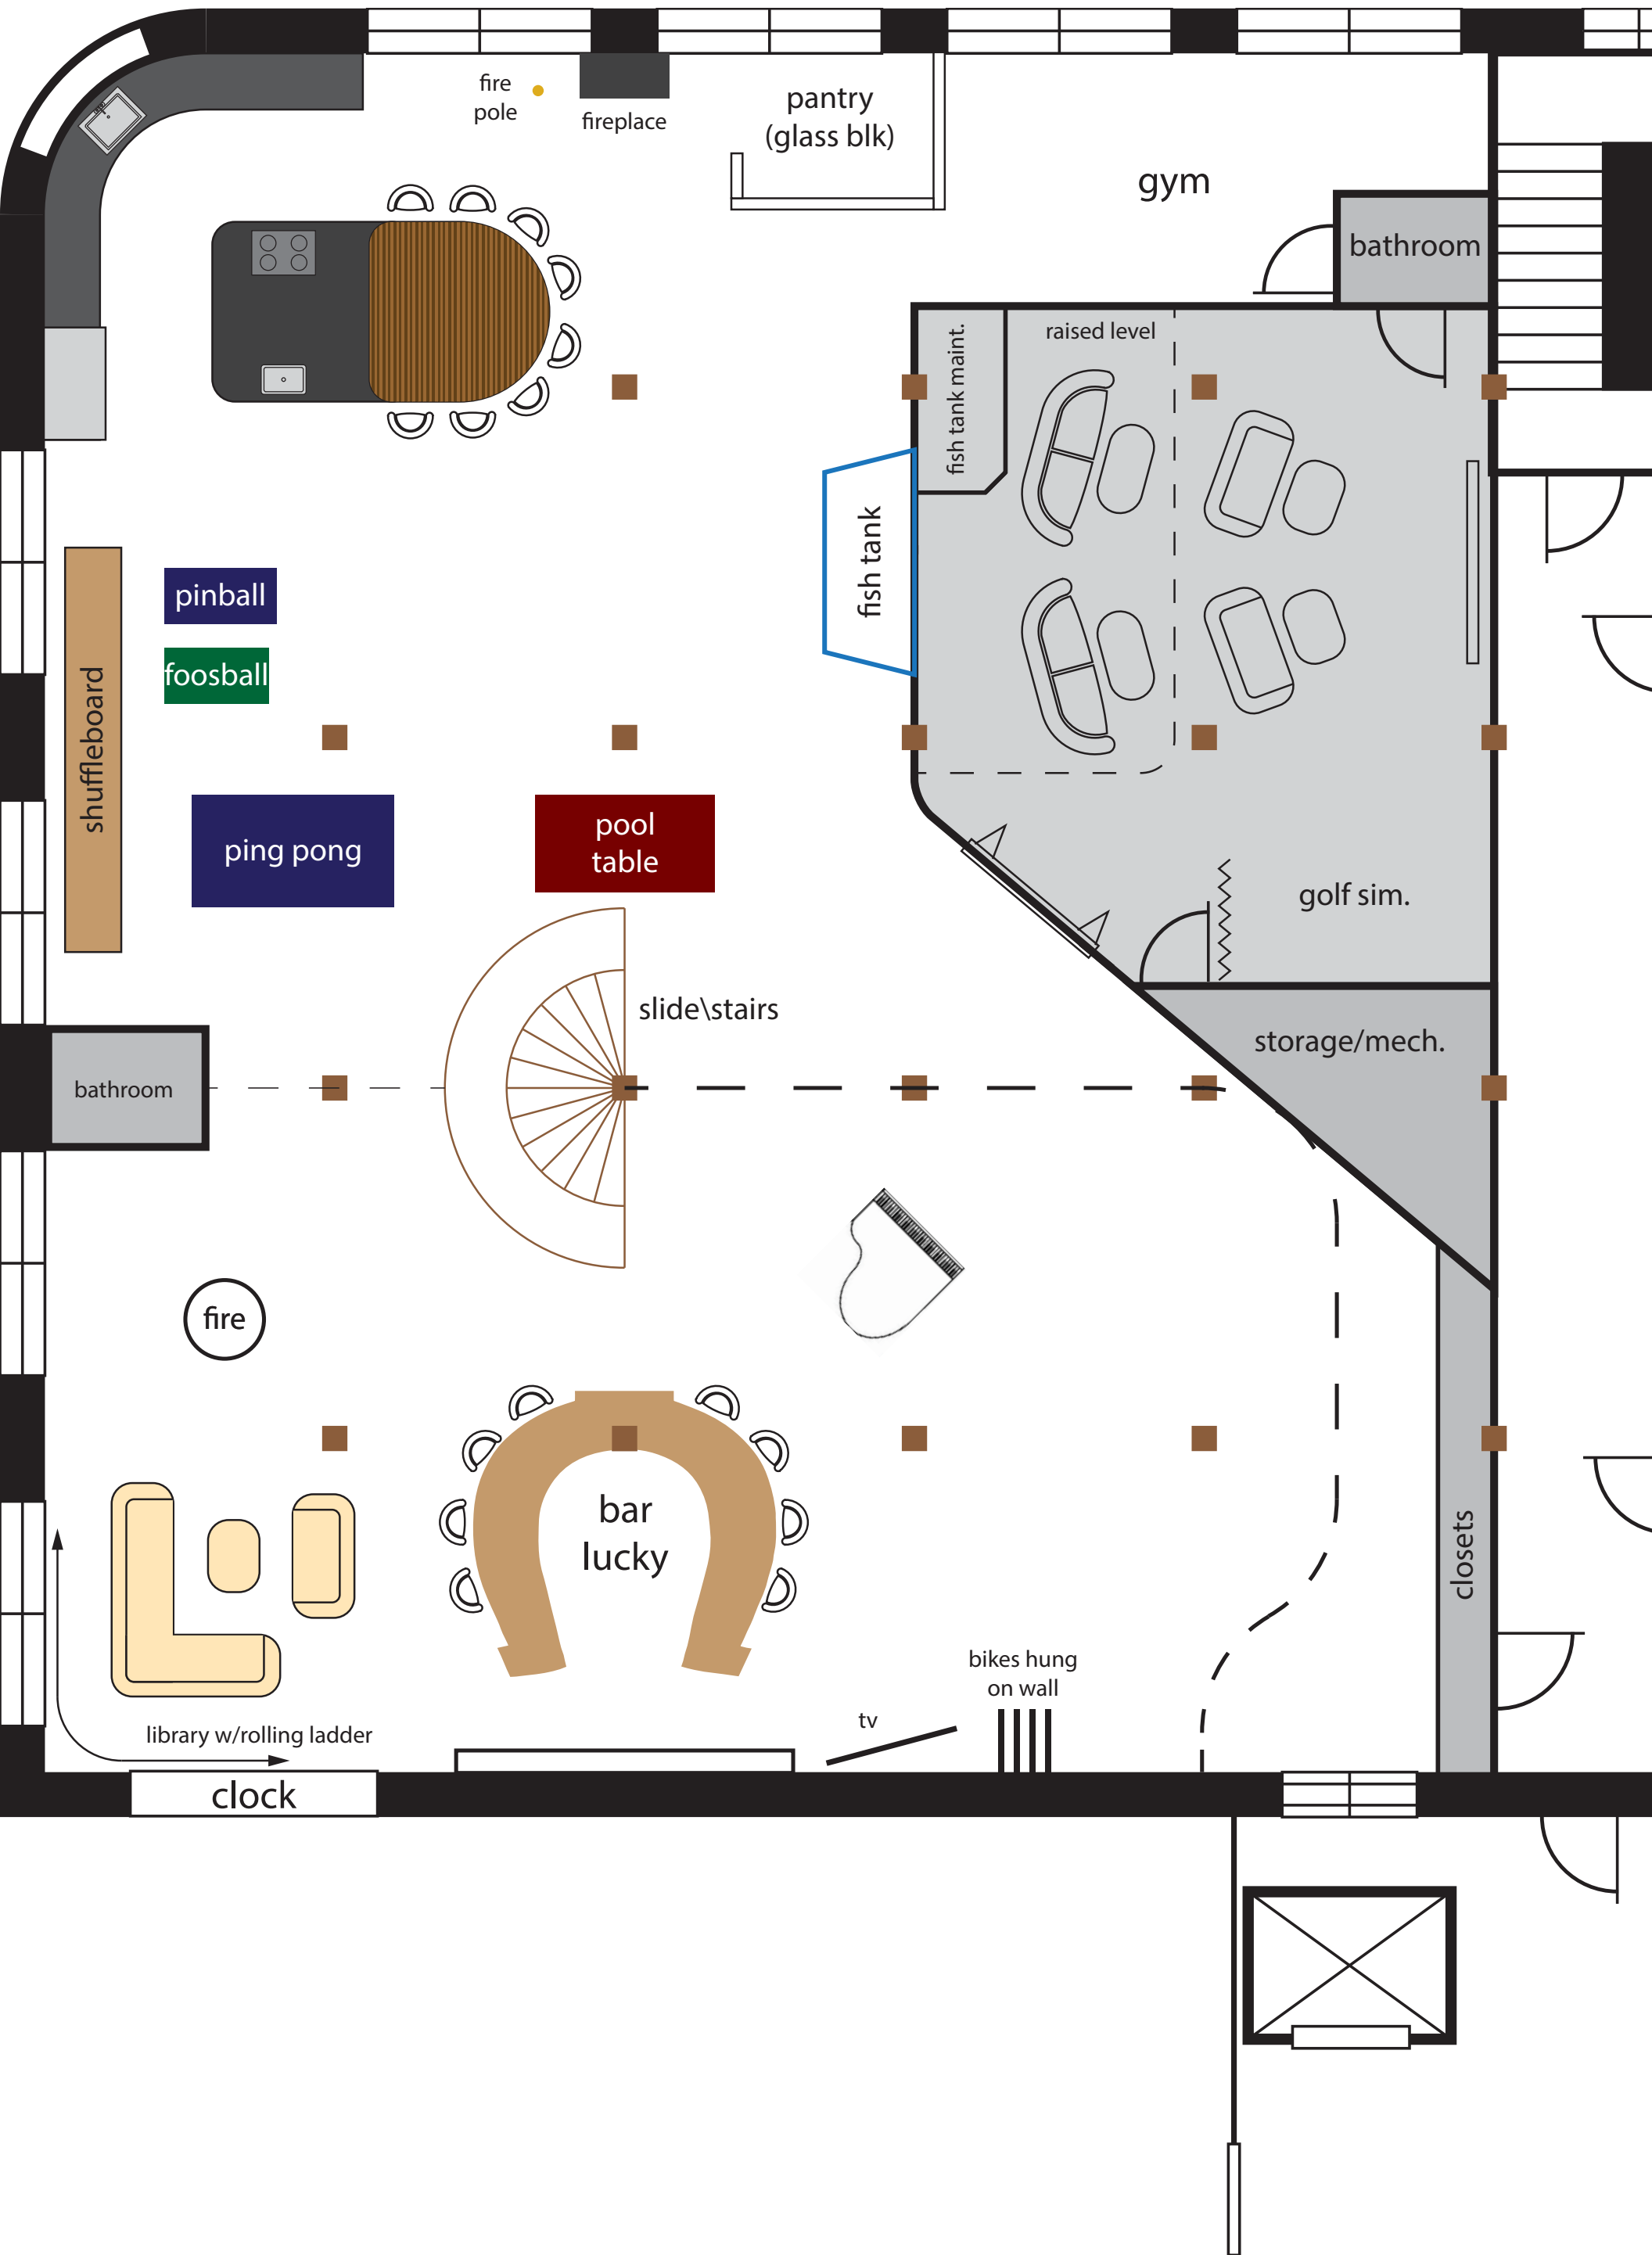 fire
pole
fireplace
pantry
(glass blk)
gym
bathroom
fish tank maint.
raised level
fish tank
pinball
foosball
shuffleboard
ping pong
pool
table
golf sim.
slide\stairs
storage/mech.
bathroom
fire
bar
lucky
closets
bikes hung
on wall
tv
library w/rolling ladder
clock